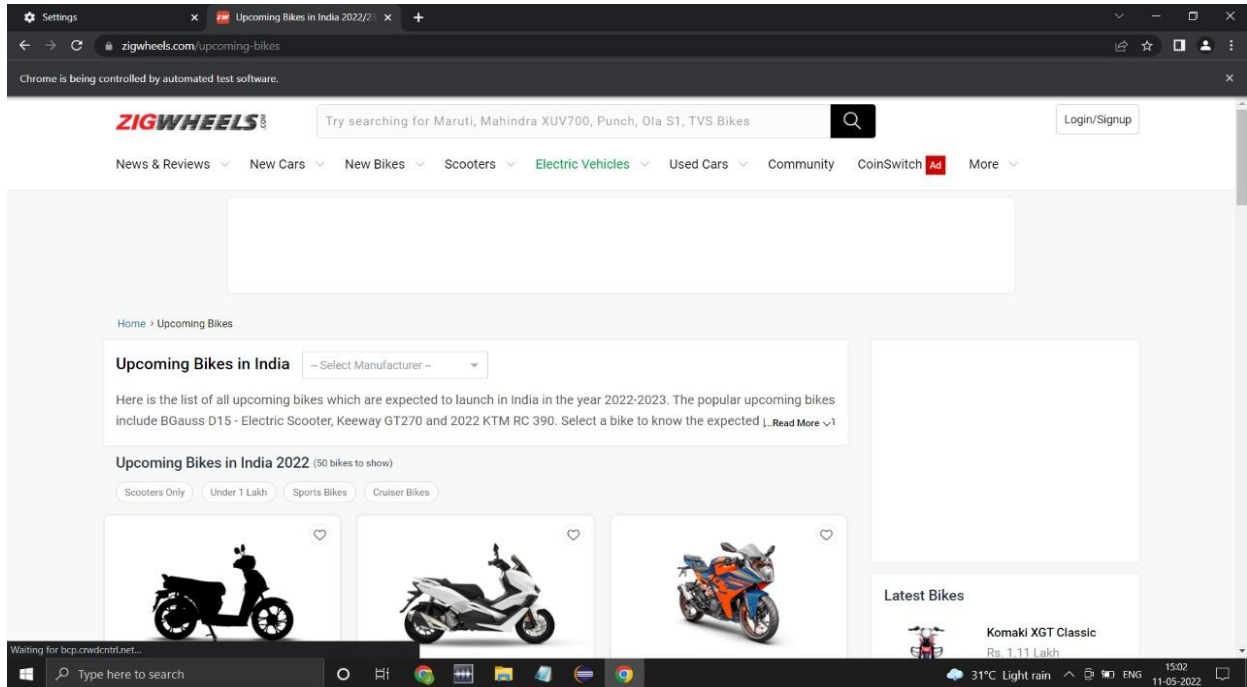 Settings
Upcoming Bikes in India 2022/23
zigwheels.com/upcoming-bikes
Chrome is being controlled by automated test software.
ZIGWHEELS.COM
Try searching for Maruti, Mahindra XUV700, Punch, Ola S1, TVS Bikes
Login/Signup
News & Reviews New Cars New Bikes Scooters Electric Vehicles Used Cars Community CoinSwitch Ad More
Home › Upcoming Bikes
Upcoming Bikes in India
-- Select Manufacturer --
Here is the list of all upcoming bikes which are expected to launch in India in the year 2022-2023. The popular upcoming bikes
include BGauss D15 - Electric Scooter, Keeway GT270 and 2022 KTM RC 390. Select a bike to know the expected ...Read More
Upcoming Bikes in India 2022 (50 bikes to show)
Scooters Only Under 1 Lakh Sports Bikes Cruiser Bikes
Latest Bikes
Komaki XGT Classic
Rs. 1.11 Lakh
Waiting for bcp.crwdcntrl.net...
Type here to search
31°C Light rain
ENG
15:02
11-05-2022